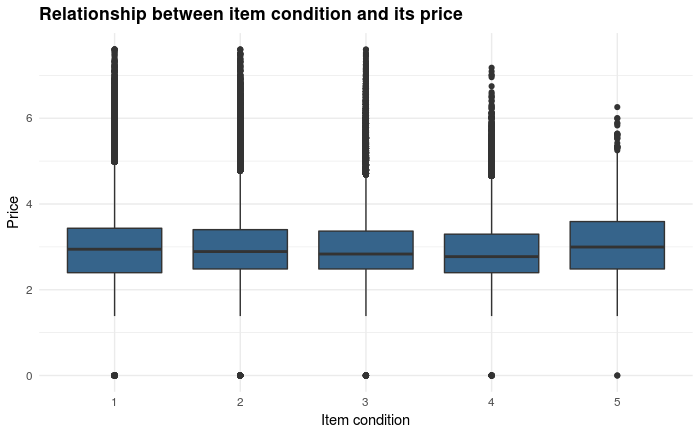 Relationship between item condition and its price
Price
6
4
2
0
1 2 3 4 5
Item condition